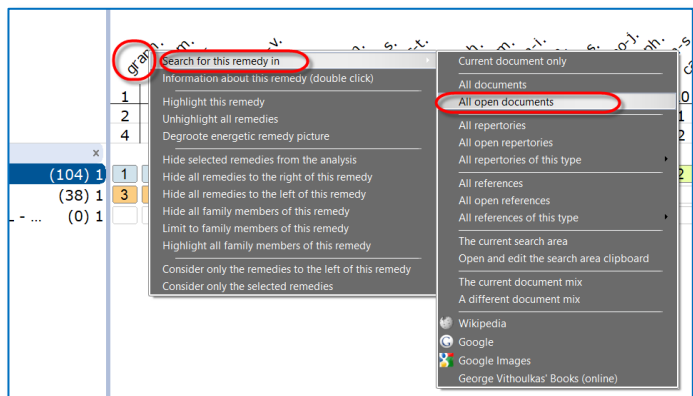 graph.
Search for this remedy in
Information about this remedy (double click)
Highlight this remedy
Unhighlight all remedies
Degroote energetic remedy picture
Hide selected remedies from the analysis
Hide all remedies to the right of this remedy
Hide all remedies to the left of this remedy
Hide all family members of this remedy
Limit to family members of this remedy
Highlight all family members of this remedy
Consider only the remedies to the left of this remedy
Consider only the selected remedies
Current document only
All documents
All open documents
All repertories
All open repertories
All repertories of this type
All references
All open references
All references of this type
The current search area
Open and edit the search area clipboard
The current document mix
A different document mix
Wikipedia
Google
Google Images
George Vithoulkas' Books (online)
1
2
4
x
(104) 1 1
(38) 1 3
- ... (0) 1